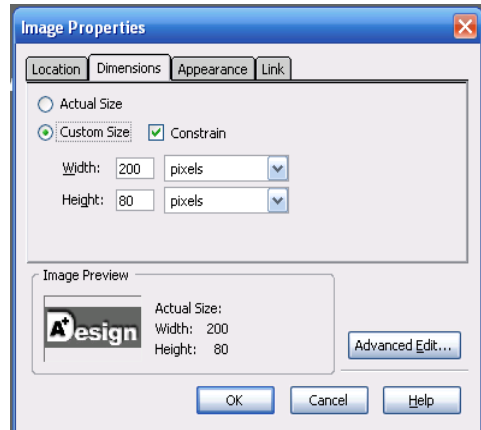 Image Properties
Location Dimensions Appearance Link
Actual Size
Custom Size Constrain
Width: 200 pixels
Height: 80 pixels
Image Preview
A+ Design
Actual Size:
Width: 200
Height: 80
Advanced Edit...
OK Cancel Help